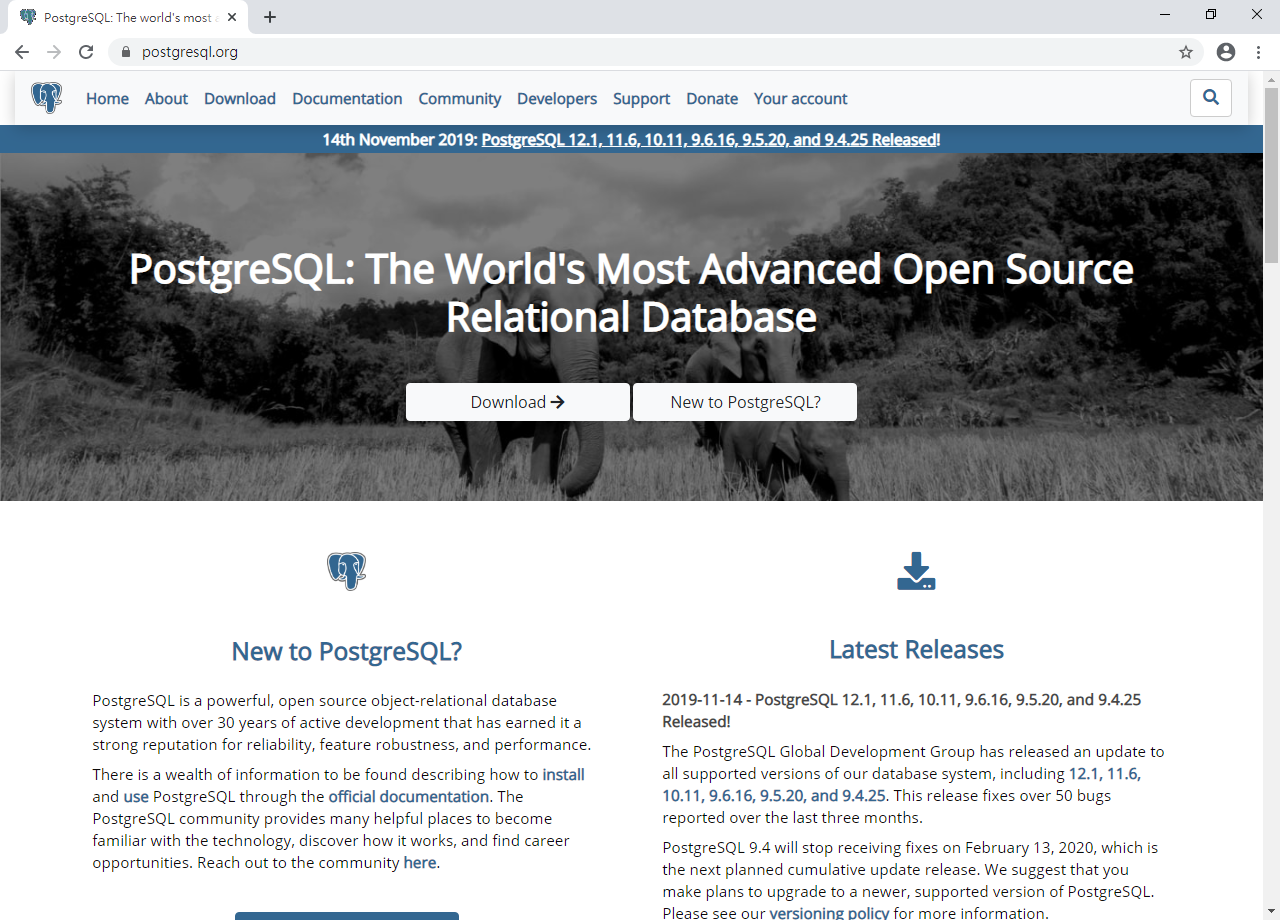 PostgreSQL: The world's most a
postgresql.org
Home About Download Documentation Community Developers Support Donate Your account
14th November 2019: PostgreSQL 12.1, 11.6, 10.11, 9.6.16, 9.5.20, and 9.4.25 Released!
PostgreSQL: The World's Most Advanced Open Source
Relational Database
Download
New to PostgreSQL?
New to PostgreSQL?
PostgreSQL is a powerful, open source object-relational database
system with over 30 years of active development that has earned it a
strong reputation for reliability, feature robustness, and performance.
There is a wealth of information to be found describing how to install
and use PostgreSQL through the official documentation. The
PostgreSQL community provides many helpful places to become
familiar with the technology, discover how it works, and find career
opportunities. Reach out to the community here.
Latest Releases
2019-11-14 - PostgreSQL 12.1, 11.6, 10.11, 9.6.16, 9.5.20, and 9.4.25
Released!
The PostgreSQL Global Development Group has released an update to
all supported versions of our database system, including 12.1, 11.6,
10.11, 9.6.16, 9.5.20, and 9.4.25. This release fixes over 50 bugs
reported over the last three months.
PostgreSQL 9.4 will stop receiving fixes on February 13, 2020, which is
the next planned cumulative update release. We suggest that you
make plans to upgrade to a newer, supported version of PostgreSQL.
Please see our versioning policy for more information.